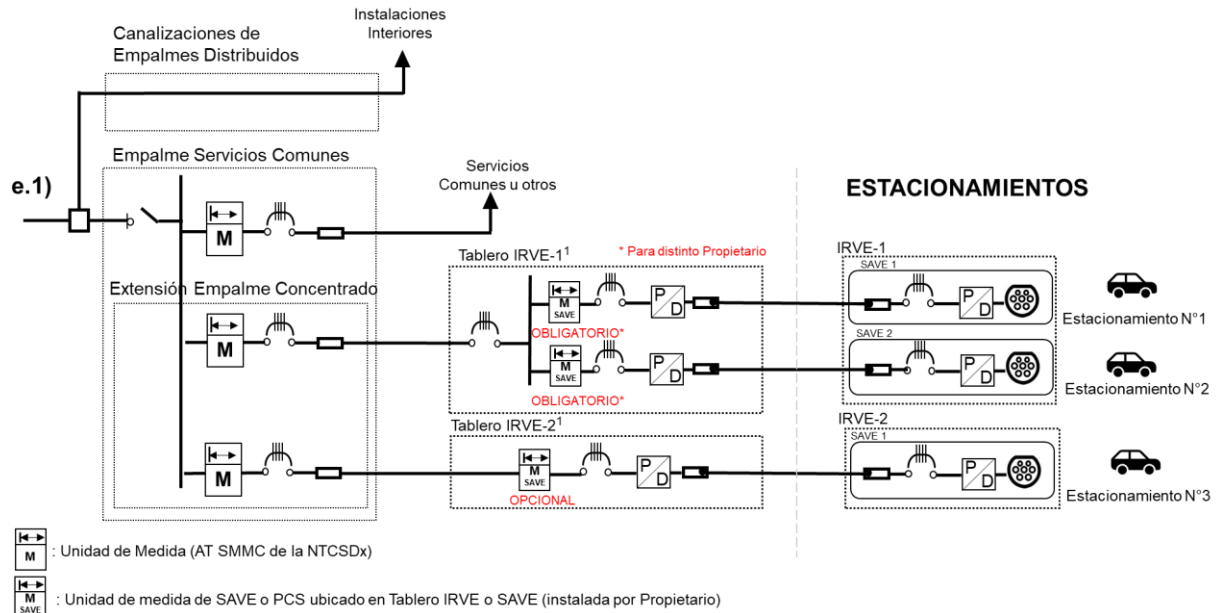 Instalaciones
Interiores
Canalizaciones de
Empalmes Distribuidos
Empalme Servicios Comunes
e.1)
Servicios
Comunes u otros
ESTACIONAMIENTOS
M
Tablero IRVE-1¹
* Para distinto Propietario
IRVE-1
SAVE 1
Extensión Empalme Concentrado
M
M
SAVE
P
D
P
D
OBLIGATORIO*
Estacionamiento N°1
SAVE 2
M
SAVE
P
D
P
D
OBLIGATORIO*
Estacionamiento N°2
Tablero IRVE-2¹
IRVE-2
SAVE 1
M
M
SAVE
P
D
P
D
OPCIONAL
Estacionamiento N°3
M
: Unidad de Medida (AT SMMC de la NTCSDx)
M
SAVE
: Unidad de medida de SAVE o PCS ubicado en Tablero IRVE o SAVE (instalada por Propietario)